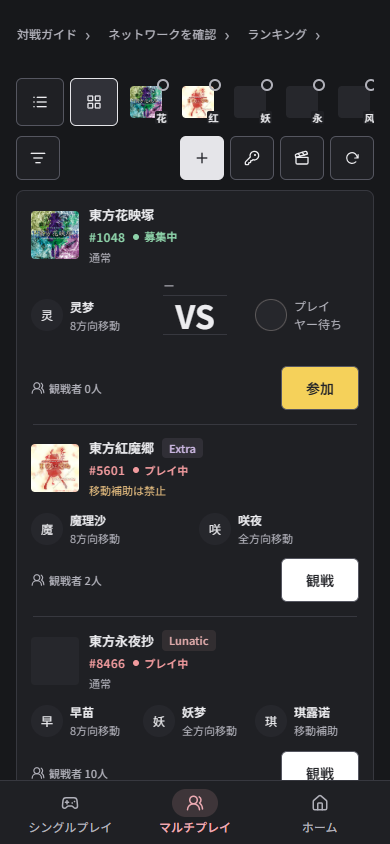 対戦ガイド › ネットワークを確認 › ランキング ›
花 红 妖 永 风
東方花映塚
#1048 ● 募集中
通常
灵 灵梦
8方向移動
–
VS
プレイ
ヤー待ち
観戦者 0人
参加
東方紅魔郷 Extra
#5601 ● プレイ中
移動補助は禁止
魔 魔理沙
8方向移動
咲 咲夜
全方向移動
観戦者 2人
観戦
東方永夜抄 Lunatic
#8466 ● プレイ中
通常
早 早苗
8方向移動
妖 妖梦
全方向移動
琪 琪露诺
移動補助
観戦者 10人
観戦
シングルプレイ マルチプレイ ホーム